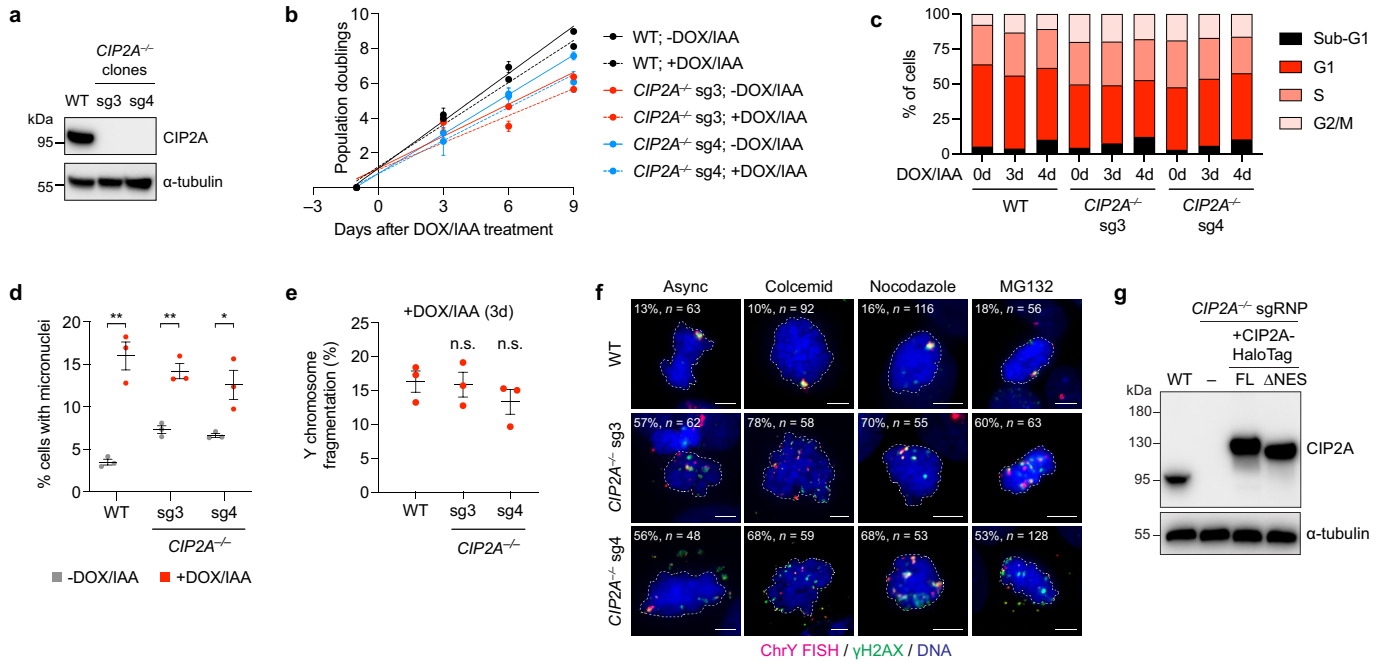 a
CIP2A–/–
clones
WT sg3 sg4
kDa
95
CIP2A
55
α-tubulin
b
Population doublings
10
8
6
4
2
–3 0 3 6 9
Days after DOX/IAA treatment
WT; -DOX/IAA
WT; +DOX/IAA
CIP2A–/– sg3; -DOX/IAA
CIP2A–/– sg3; +DOX/IAA
CIP2A–/– sg4; -DOX/IAA
CIP2A–/– sg4; +DOX/IAA
c
% of cells
100
75
50
25
0
DOX/IAA 0d 3d 4d 0d 3d 4d 0d 3d 4d
WT CIP2A–/– sg3 CIP2A–/– sg4
Sub-G1
G1
S
G2/M
d
% cells with micronuclei
20
15
10
5
0
** ** *
WT sg3 sg4
CIP2A–/–
-DOX/IAA +DOX/IAA
e
+DOX/IAA (3d)
Y chromosome
fragmentation (%)
25
20
15
10
5
0
n.s. n.s.
WT sg3 sg4
CIP2A–/–
f
Async Colcemid Nocodazole MG132
WT
13%, n = 63 10%, n = 92 16%, n = 116 18%, n = 56
CIP2A–/– sg3
57%, n = 62 78%, n = 58 70%, n = 55 60%, n = 63
CIP2A–/– sg4
56%, n = 48 68%, n = 59 68%, n = 53 53%, n = 128
ChrY FISH / γH2AX / DNA
g
CIP2A–/– sgRNP
+CIP2A-
HaloTag
WT – FL ΔNES
kDa
180
130
95
CIP2A
55
α-tubulin